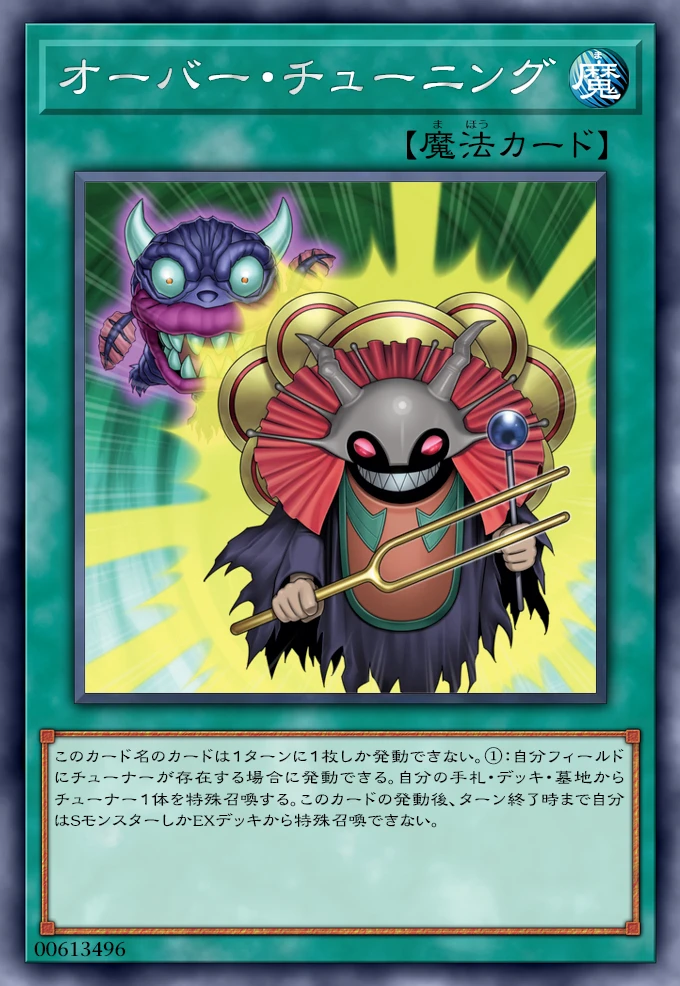 オーバー・チューニング
魔
ま
ま ほう
【魔法カード】
このカード名のカードは1ターンに1枚しか発動できない。①:自分フィールド
にチューナーが存在する場合に発動できる。自分の手札・デッキ・墓地から
チューナー1体を特殊召喚する。このカードの発動後、ターン終了時まで自分
はSモンスターしかEXデッキから特殊召喚できない。
00613496